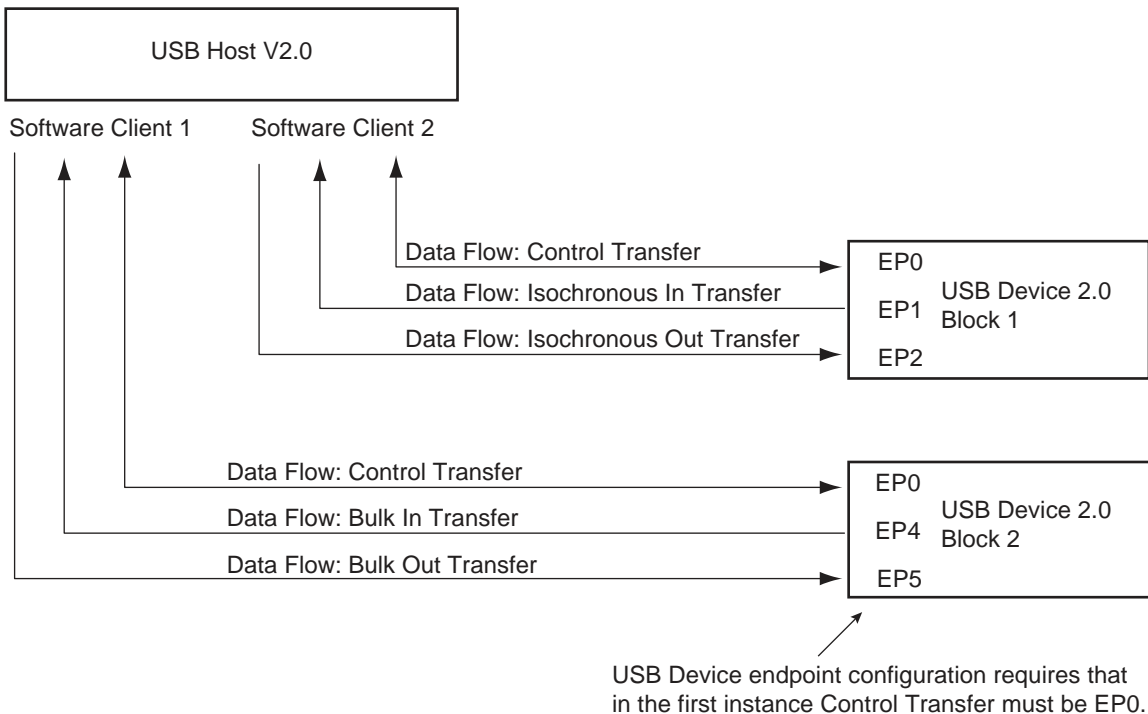 USB Host V2.0
Software Client 1
Software Client 2
Data Flow: Control Transfer
Data Flow: Isochronous In Transfer
Data Flow: Isochronous Out Transfer
EP0
EP1
EP2
USB Device 2.0
Block 1
Data Flow: Control Transfer
Data Flow: Bulk In Transfer
Data Flow: Bulk Out Transfer
EP0
EP4
EP5
USB Device 2.0
Block 2
USB Device endpoint configuration requires that
in the first instance Control Transfer must be EP0.